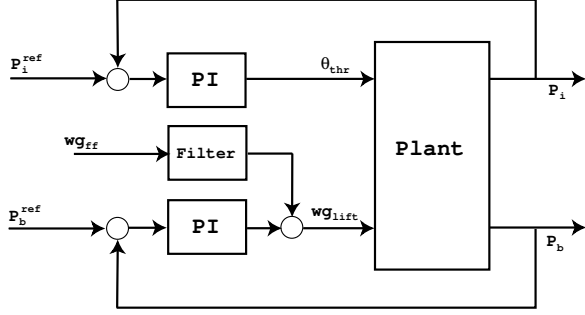 P_i^ref
PI
θ_thr
P_i
Plant
wg_ff
Filter
P_b^ref
PI
wg_lift
P_b